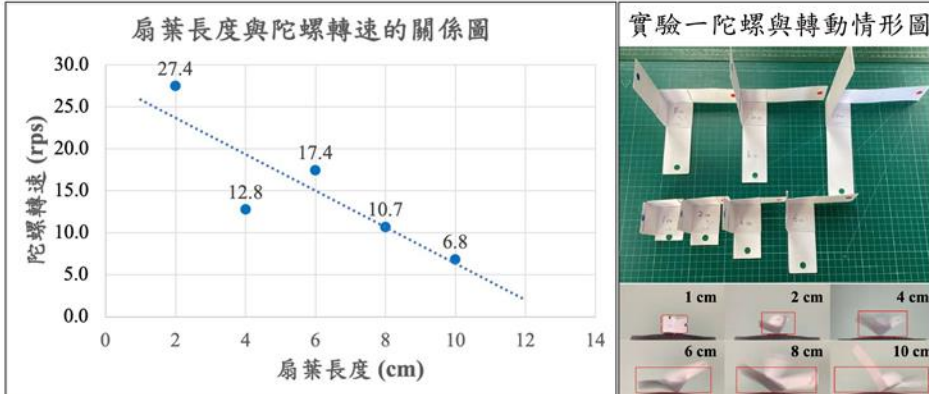 扇葉長度與陀螺轉速的關係圖
30.0
25.0
20.0
15.0
10.0
5.0
0.0
27.4
12.8
17.4
10.7
6.8
0 2 4 6 8 10 12 14
陀螺轉速 (rps)
扇葉長度 (cm)
實驗一陀螺與轉動情形圖
1 cm 2 cm 4 cm
6 cm 8 cm 10 cm